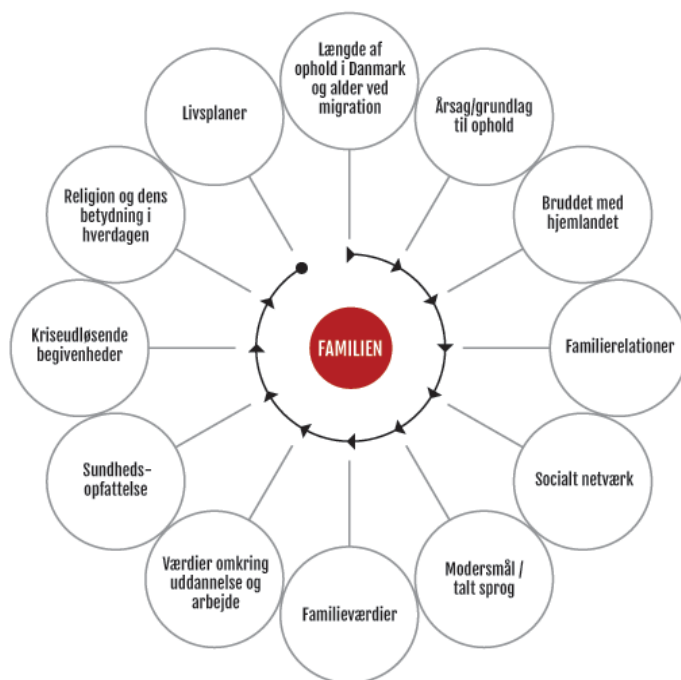 Længde af
ophold i Danmark
og alder ved
migration
Årsag/grundlag
til ophold
Bruddet med
hjemlandet
Familierelationer
Socialt netværk
Modersmål /
talt sprog
Familieværdier
Værdier omkring
uddannelse og
arbejde
Sundheds-
opfattelse
Kriseudløsende
begivenheder
Religion og dens
betydning i
hverdagen
Livsplaner
FAMILIEN